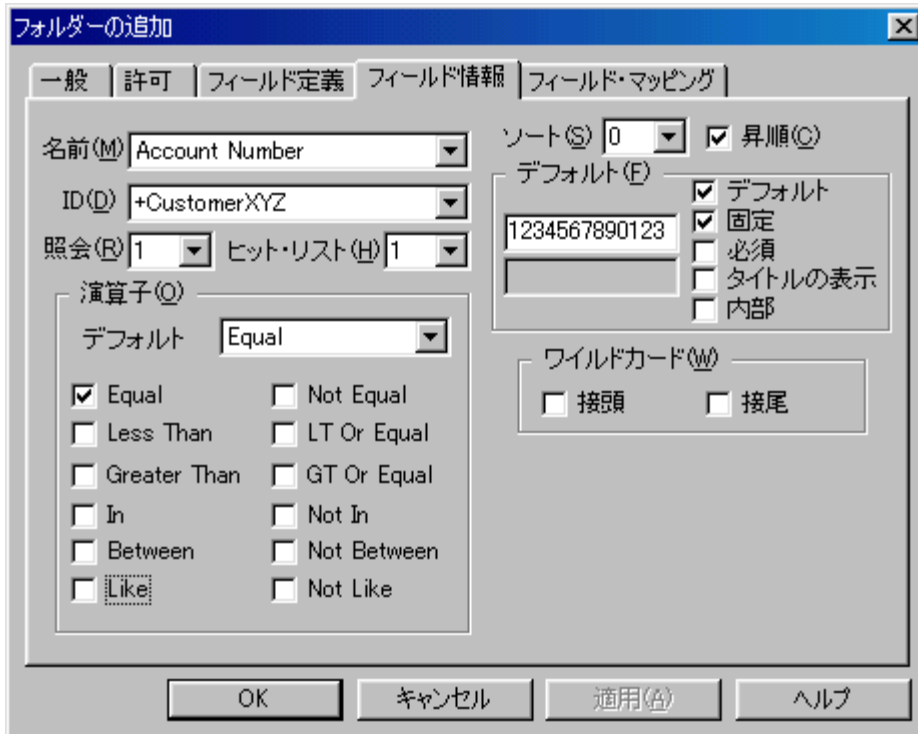 フォルダーの追加
一般 許可 フィールド定義 フィールド情報 フィールド・マッピング
名前(M) Account Number
ID(D) +CustomerXYZ
照会(R) 1 ヒット・リスト(H) 1
演算子(O)
デフォルト Equal
Equal Not Equal
Less Than LT Or Equal
Greater Than GT Or Equal
In Not In
Between Not Between
Like Not Like
ソート(S) 0 昇順(C)
デフォルト(F)
1234567890123
デフォルト
固定
必須
タイトルの表示
内部
ワイルドカード(W)
接頭 接尾
OK キャンセル 適用(A) ヘルプ